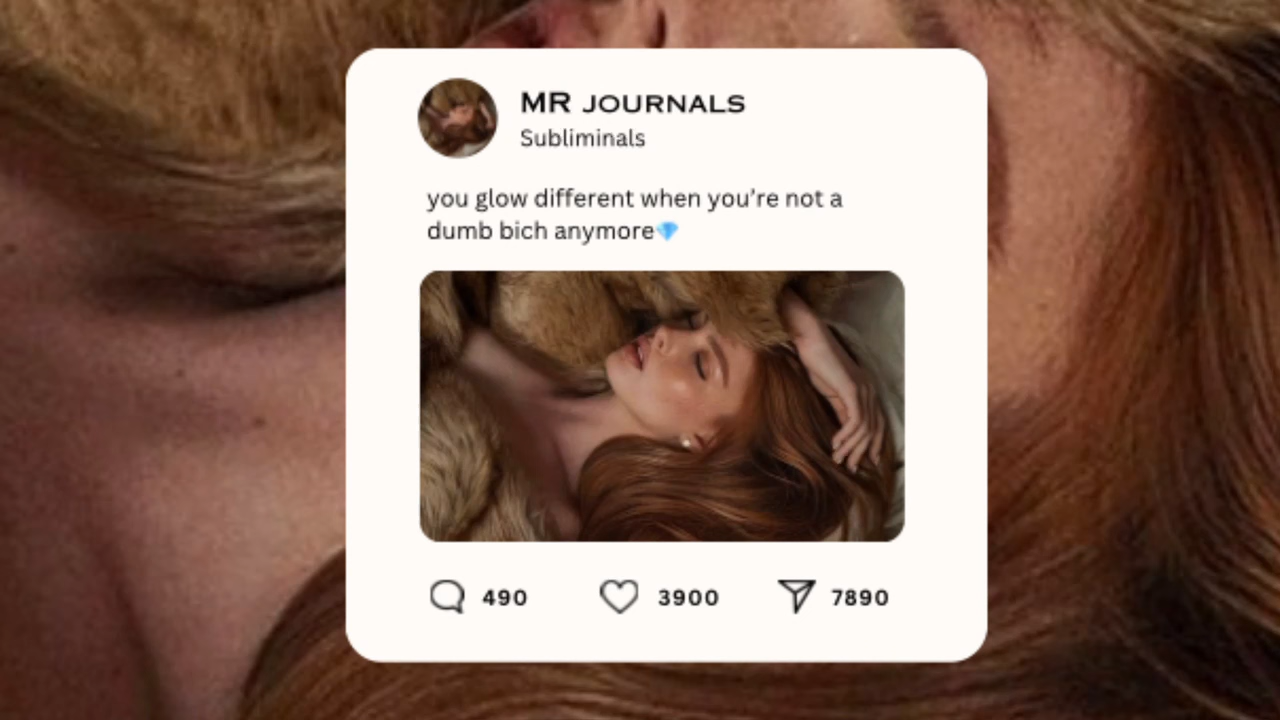 MR JOURNALS
Subliminals
you glow different when you're not a
dumb bich anymore💎
490
3900
7890